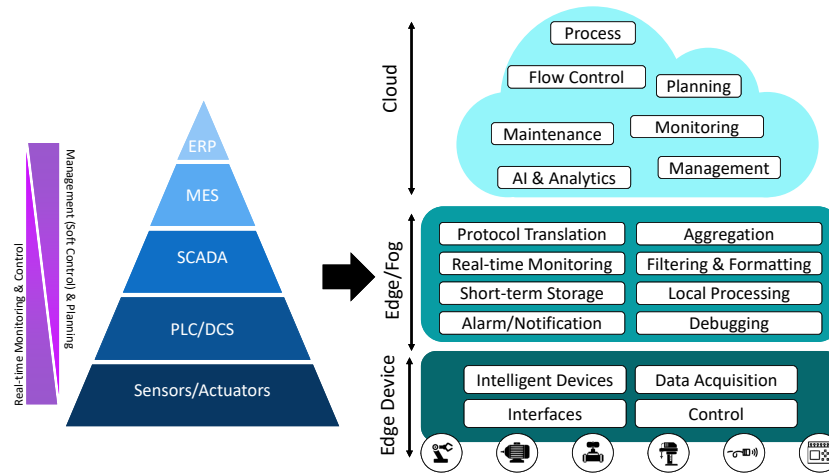 Real-time Monitoring & Control
Management (Soft Control) & Planning
ERP
MES
SCADA
PLC/DCS
Sensors/Actuators
Cloud
Process
Flow Control
Planning
Maintenance
Monitoring
AI & Analytics
Management
Edge/Fog
Protocol Translation
Aggregation
Real-time Monitoring
Filtering & Formatting
Short-term Storage
Local Processing
Alarm/Notification
Debugging
Edge Device
Intelligent Devices
Data Acquisition
Interfaces
Control